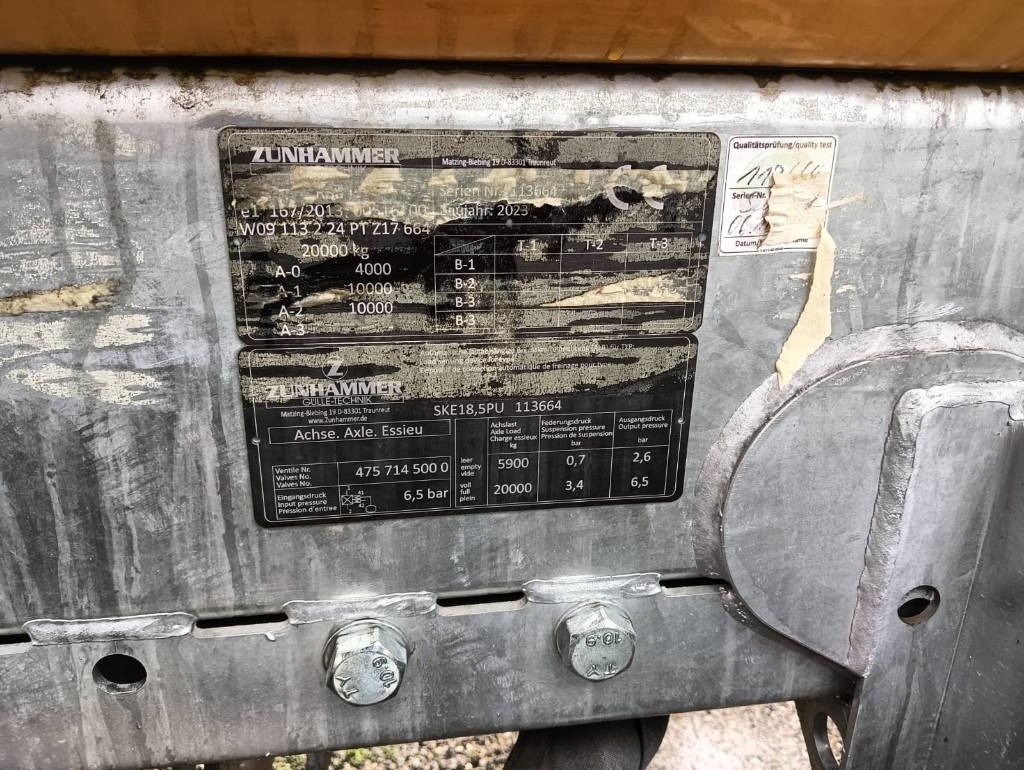 ZUNHAMMER
Matzing-Biebing 19 D-83301 Traunreut
Serien Nr. 113664
e1 167/2013
2023
W09 113 2 24 PT Z17 664
20000 kg
A-0 4000
A-1 10000
A-2 10000
A-3
T-1 T-2 T-3
B-1
B-2
B-3
B-3
CE
Qualitätsprüfung/quality test
Serien-Nr.
Datum
ZUNHAMMER
GÜLLE-TECHNIK
Matzing-Biebing 19 D-83301 Traunreut
www.Zunhammer.de
SKE18,5PU 113664
Achse. Axle. Essieu
Ventile Nr.
Valves No.
Valves No.
475 714 500 0
Eingangsdruck
Input pressure
Pression d'entree
6,5 bar
Achslast
Axle Load
Charge essieux
kg
Federungsdruck
Suspension pressure
Pression de suspension
bar
Ausgangsdruck
Output pressure
bar
leer
empty
vide
5900 0,7 2,6
voll
full
plein
20000 3,4 6,5
10.9
10.9